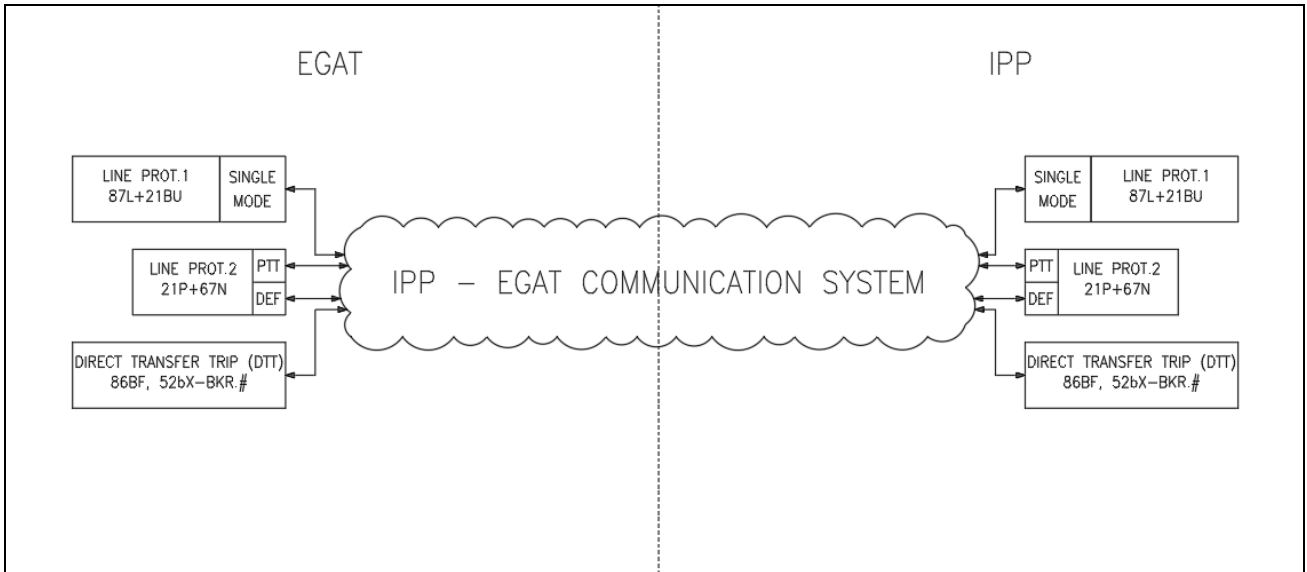 EGAT
IPP
LINE PROT.1
87L+21BU
SINGLE
MODE
SINGLE
MODE
LINE PROT.1
87L+21BU
LINE PROT.2
21P+67N
PTT
DEF
IPP - EGAT COMMUNICATION SYSTEM
PTT
DEF
LINE PROT.2
21P+67N
DIRECT TRANSFER TRIP (DTT)
86BF, 52bX-BKR.#
DIRECT TRANSFER TRIP (DTT)
86BF, 52bX-BKR.#